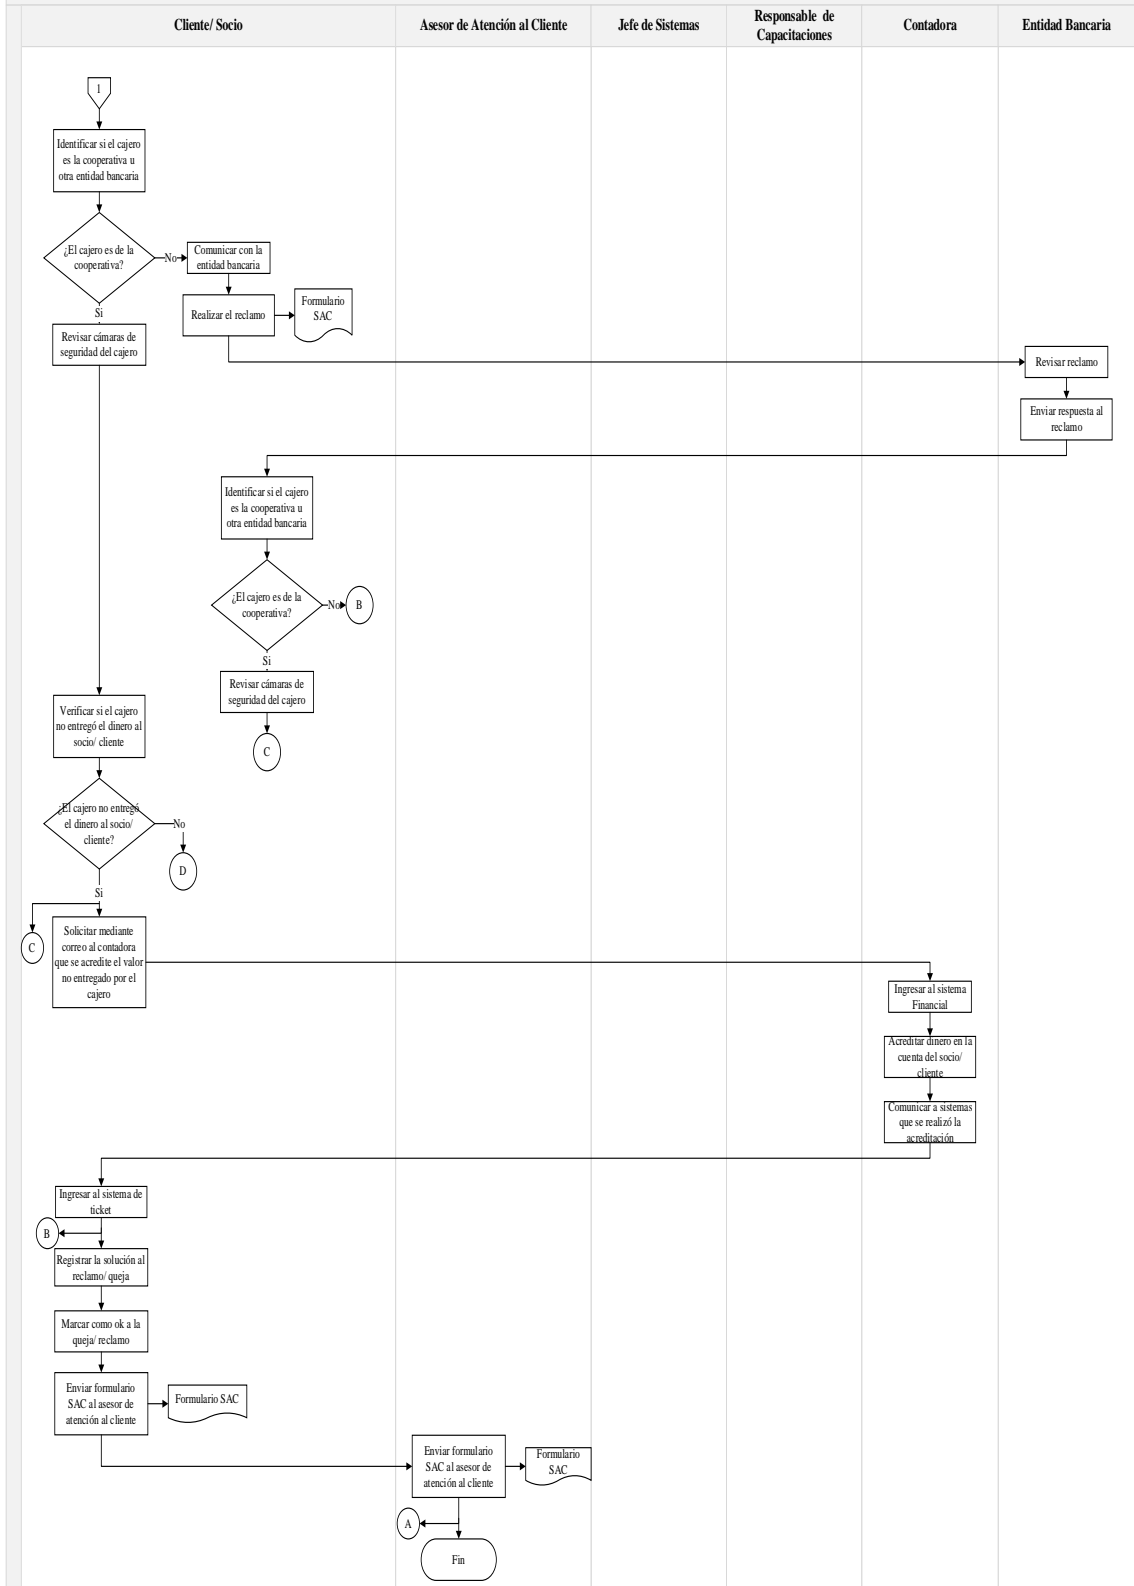 Cliente/ Socio
Asesor de Atención al Cliente
Jefe de Sistemas
Responsable de
Capacitaciones
Contadora
Entidad Bancaria
1
Identificar si el cajero
es la cooperativa u
otra entidad bancaria
¿El cajero es de la
cooperativa?
No
Comunicar con la
entidad bancaria
Si
Realizar el reclamo
Formulario
SAC
Revisar cámaras de
seguridad del cajero
Revisar reclamo
Enviar respuesta al
reclamo
Identificar si el cajero
es la cooperativa u
otra entidad bancaria
¿El cajero es de la
cooperativa?
No
B
Si
Revisar cámaras de
seguridad del cajero
C
Verificar si el cajero
no entregó el dinero al
socio/ cliente
¿El cajero no entregó
el dinero al socio/
cliente?
No
D
Si
C
Solicitar mediante
correo al contadora
que se acredite el valor
no entregado por el
cajero
Ingresar al sistema
Financial
Acreditar dinero en la
cuenta del socio/
cliente
Comunicar a sistemas
que se realizó la
acreditación
Ingresar al sistema de
ticket
B
Registrar la solución al
reclamo/ queja
Marcar como ok a la
queja/ reclamo
Enviar formulario
SAC al asesor de
atención al cliente
Formulario SAC
Enviar formulario
SAC al asesor de
atención al cliente
Formulario
SAC
A
Fin